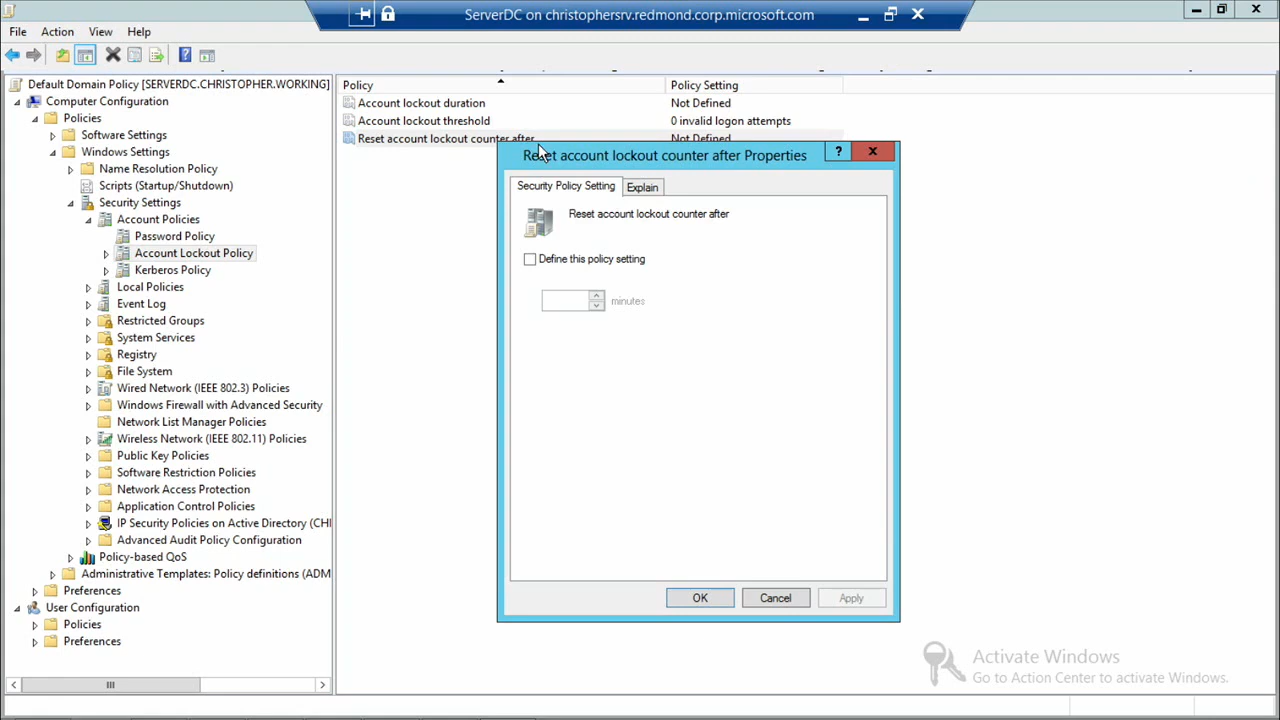 ServerDC on christophersrv.redmond.corp.microsoft.com
File Action View Help
Default Domain Policy [SERVERDC.CHRISTOPHER.WORKING]
Computer Configuration
Policies
Software Settings
Windows Settings
Name Resolution Policy
Scripts (Startup/Shutdown)
Security Settings
Account Policies
Password Policy
Account Lockout Policy
Kerberos Policy
Local Policies
Event Log
Restricted Groups
System Services
Registry
File System
Wired Network (IEEE 802.3) Policies
Windows Firewall with Advanced Security
Network List Manager Policies
Wireless Network (IEEE 802.11) Policies
Public Key Policies
Software Restriction Policies
Network Access Protection
Application Control Policies
IP Security Policies on Active Directory (CHI
Advanced Audit Policy Configuration
Policy-based QoS
Administrative Templates: Policy definitions (ADM
Preferences
User Configuration
Policies
Preferences
Policy Policy Setting
Account lockout duration Not Defined
Account lockout threshold 0 invalid logon attempts
Reset account lockout counter after Not Defined
Reset account lockout counter after Properties
Security Policy Setting Explain
Reset account lockout counter after
Define this policy setting
minutes
OK Cancel Apply
Activate Windows
Go to Action Center to activate Windows.